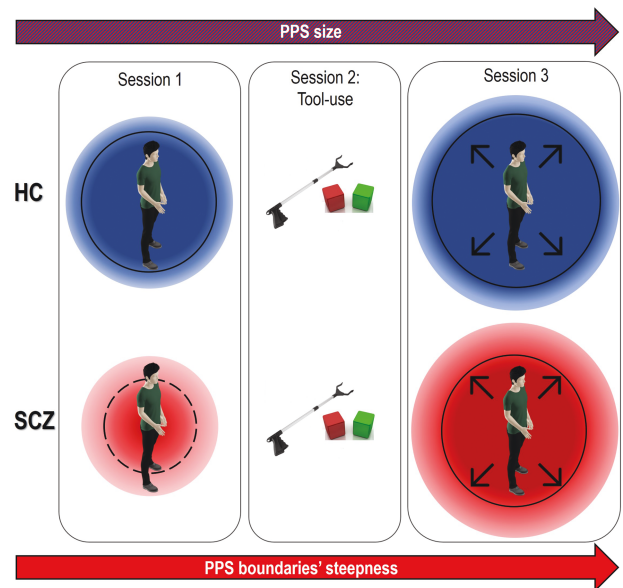 PPS size
Session 1
Session 2:
Tool-use
Session 3
HC
SCZ
PPS boundaries’ steepness